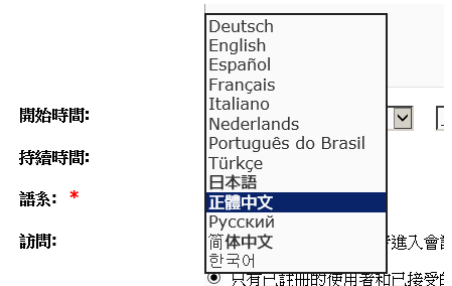 Deutsch
English
Español
Français
Italiano
Nederlands
Português do Brasil
Türkçe
日本語
正體中文
Русский
简体中文
한국어
開始時間:
持續時間:
語系: *
訪問:
進入會
只有已註冊的使用者和已接受